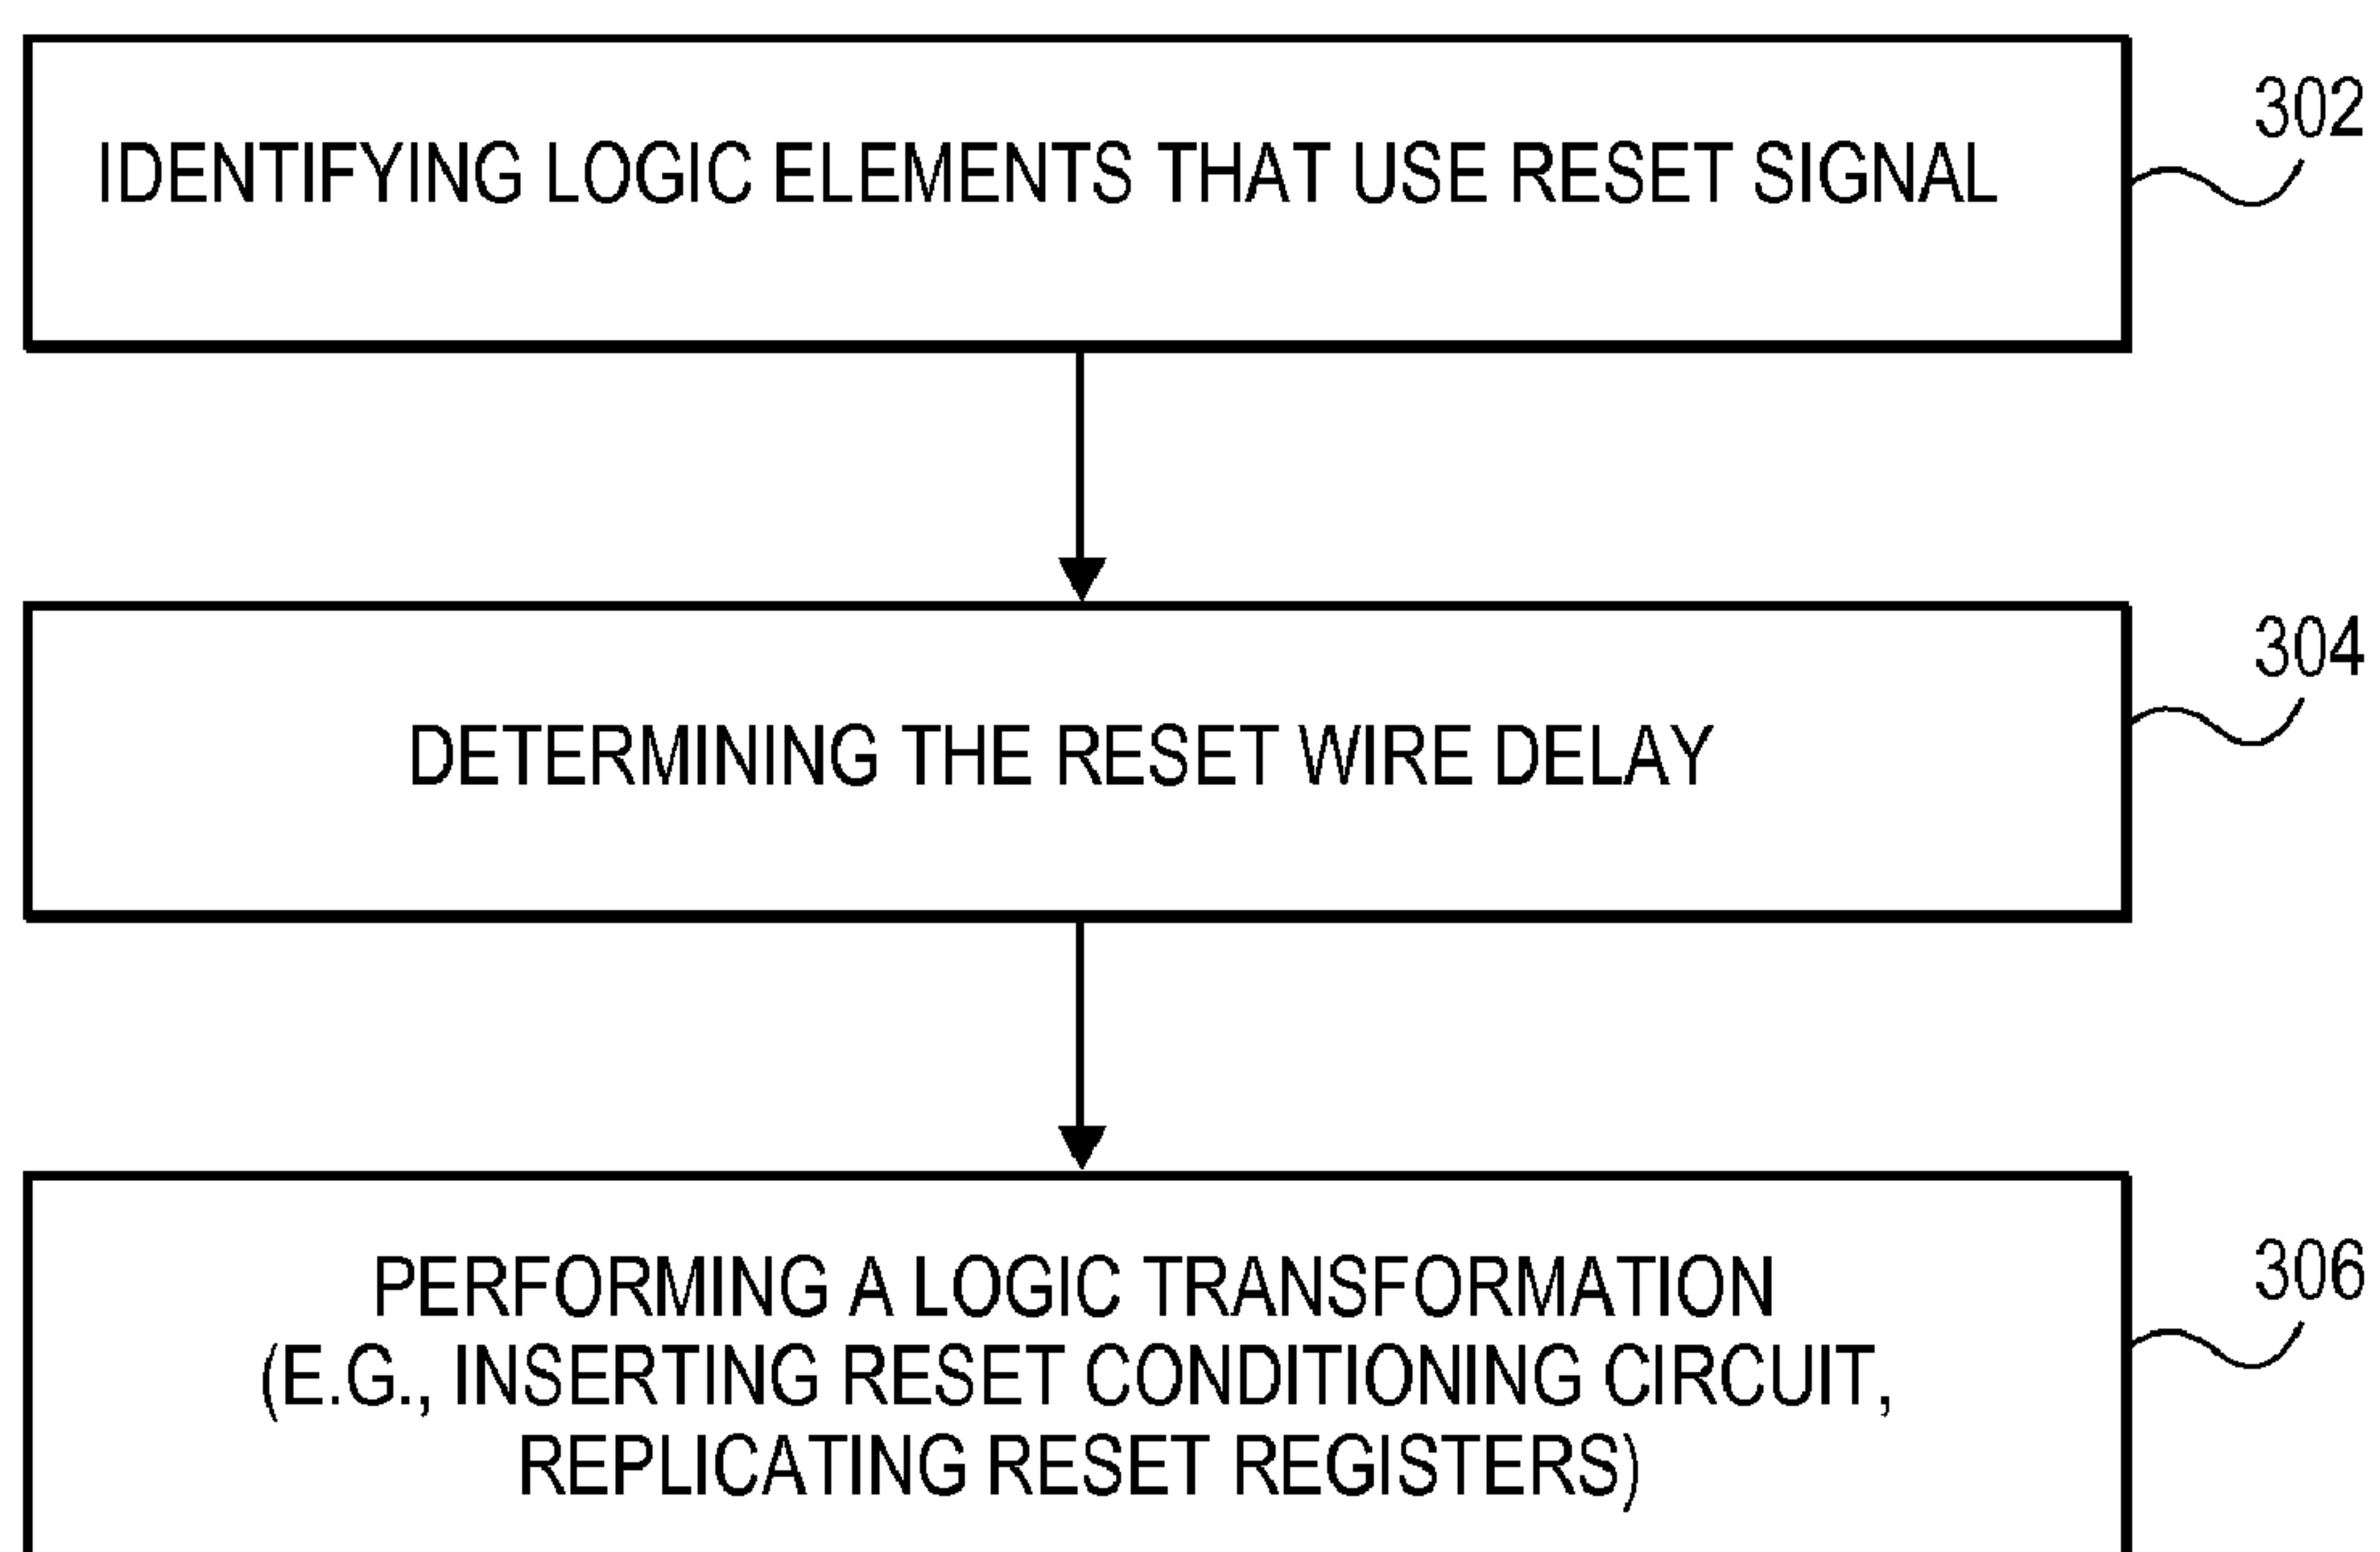 302
IDENTIFYING LOGIC ELEMENTS THAT USE RESET SIGNAL
304
DETERMINING THE RESET WIRE DELAY
306
PERFORMING A LOGIC TRANSFORMATION
(E.G., INSERTING RESET CONDITIONING CIRCUIT,
REPLICATING RESET REGISTERS)